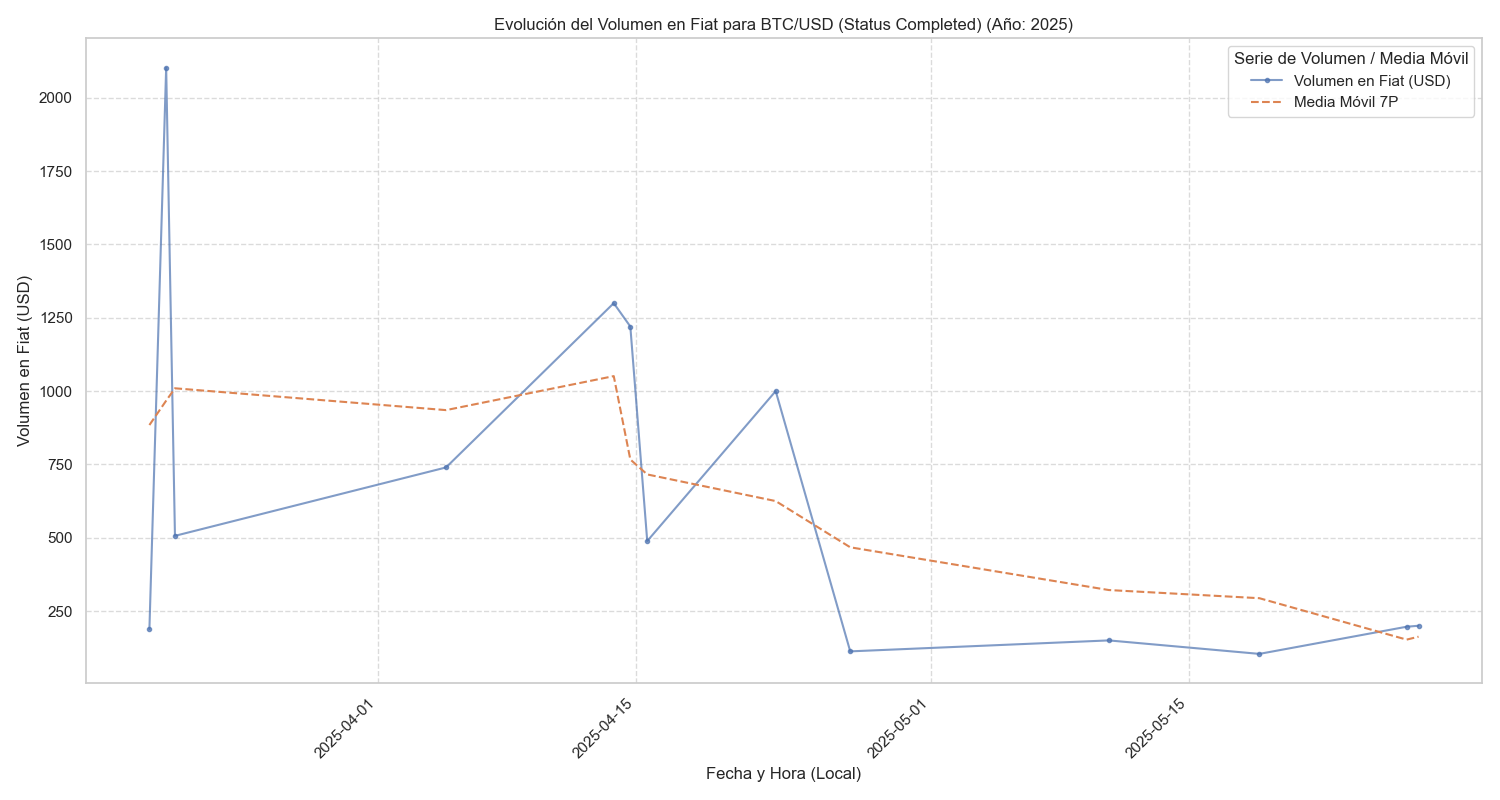 Evolución del Volumen en Fiat para BTC/USD (Status Completed) (Año: 2025)
Serie de Volumen / Media Móvil
Volumen en Fiat (USD)
Media Móvil 7P
Volumen en Fiat (USD)
2000
1750
1500
1250
1000
750
500
250
2025-04-01
2025-04-15
2025-05-01
2025-05-15
Fecha y Hora (Local)